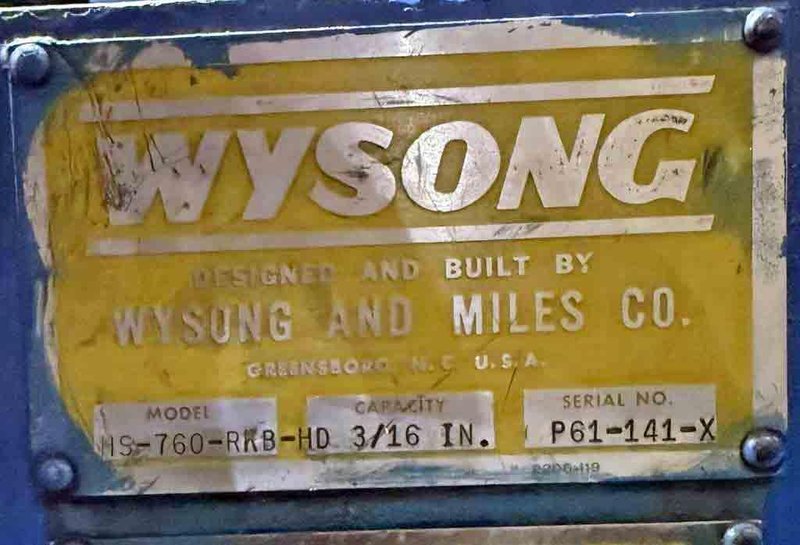 WYSONG
DESIGNED AND BUILT BY
WYSONG AND MILES CO.
GREENSBORO, N.C. U.S.A.
MODEL CAPACITY SERIAL NO.
HS-760-RKB-HD 3/16 IN. P61-141-X